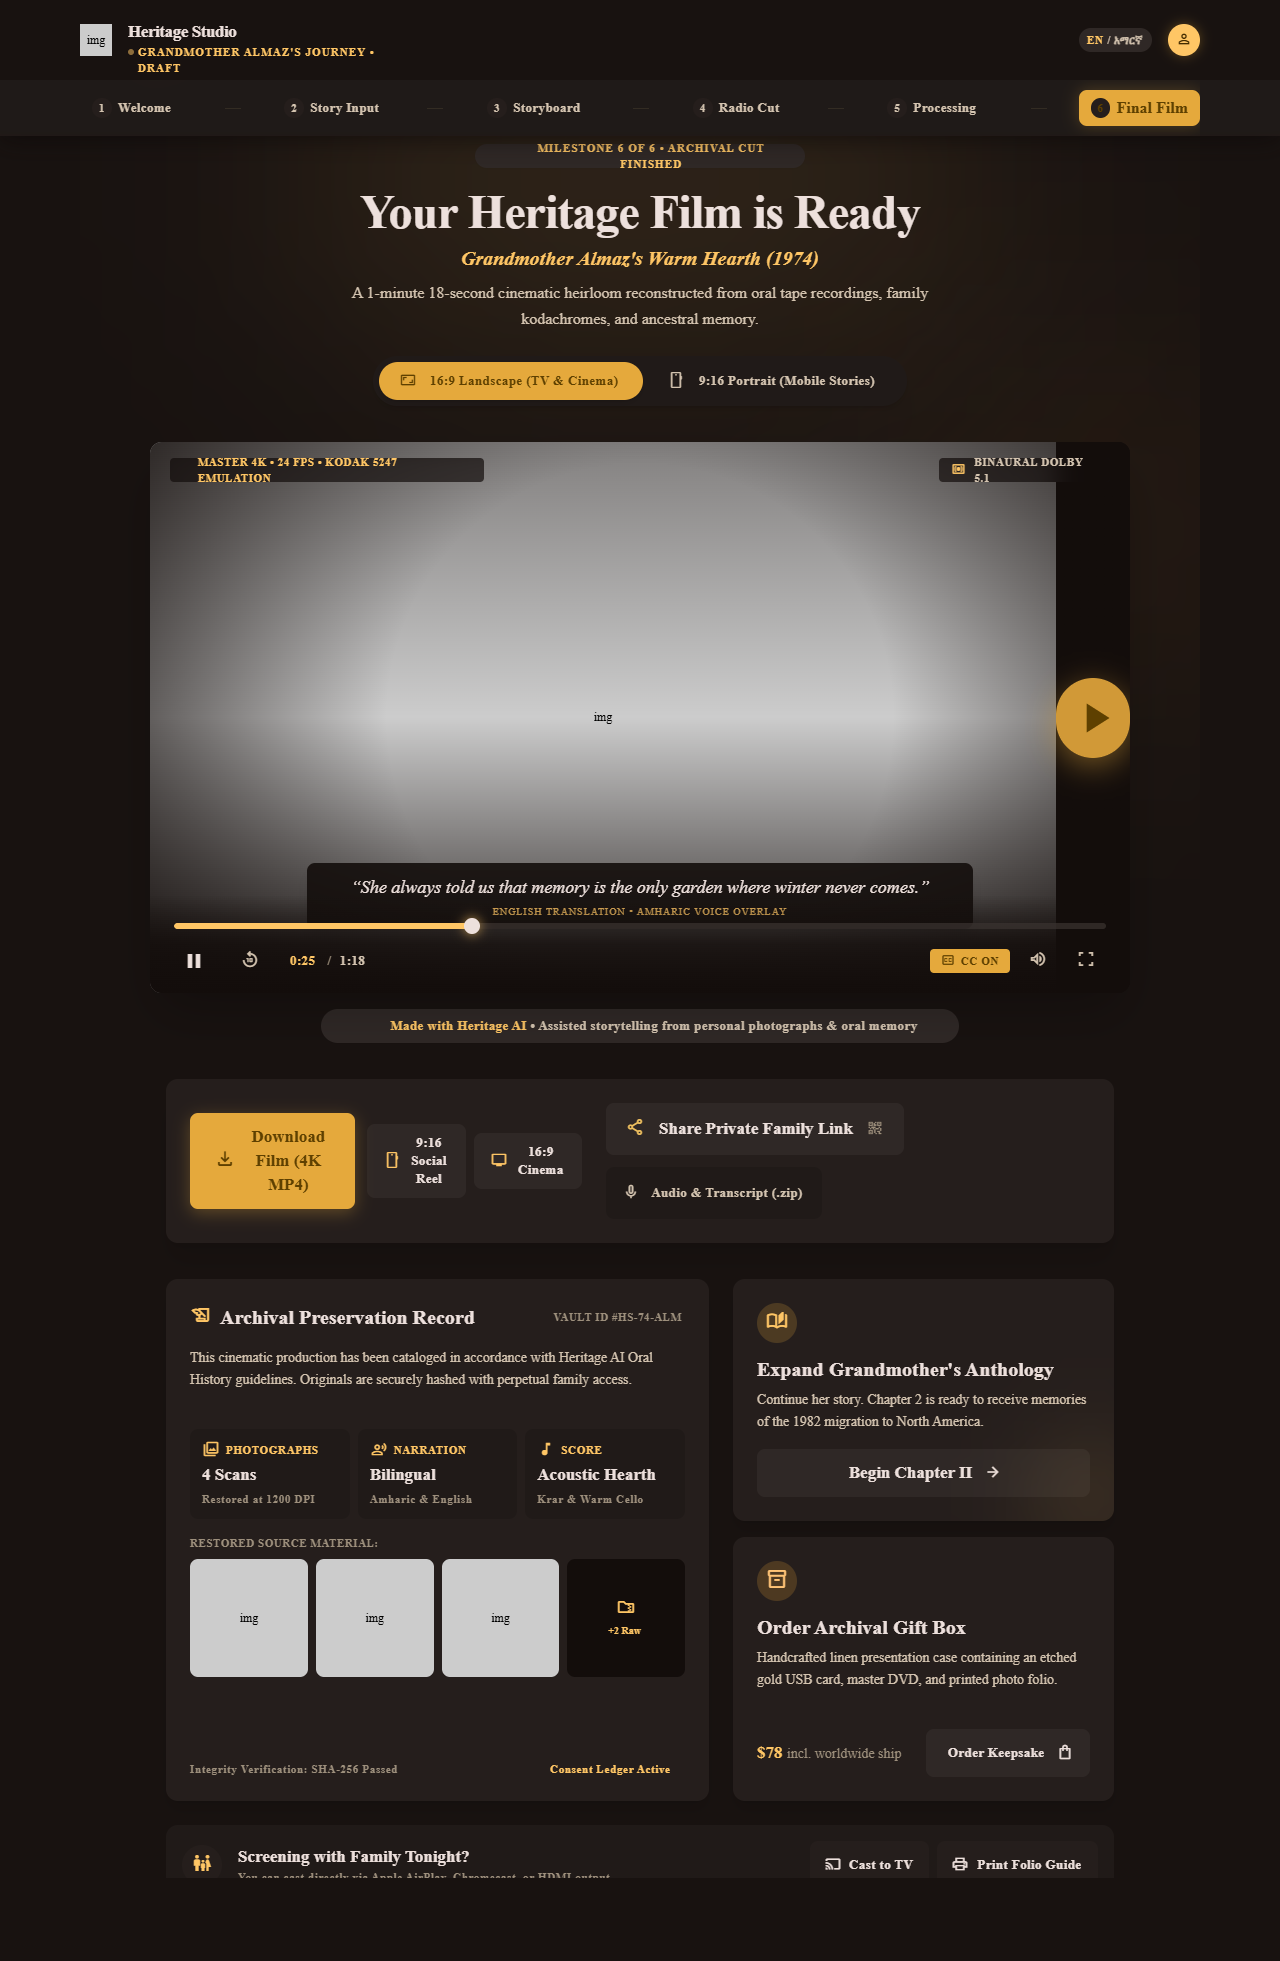 img
Heritage Studio
GRANDMOTHER ALMAZ'S JOURNEY •
DRAFT
EN / አማርኛ
1 Welcome
2 Story Input
3 Storyboard
4 Radio Cut
5 Processing
6 Final Film
MILESTONE 6 OF 6 • ARCHIVAL CUT
FINISHED
Your Heritage Film is Ready
Grandmother Almaz's Warm Hearth (1974)
A 1-minute 18-second cinematic heirloom reconstructed from oral tape recordings, family
kodachromes, and ancestral memory.
16:9 Landscape (TV & Cinema)
9:16 Portrait (Mobile Stories)
MASTER 4K • 24 FPS • KODAK 5247
EMULATION
BINAURAL DOLBY
5.1
img
“She always told us that memory is the only garden where winter never comes.”
ENGLISH TRANSLATION • AMHARIC VOICE OVERLAY
0:25 / 1:18
CC ON
Made with Heritage AI • Assisted storytelling from personal photographs & oral memory
Download
Film (4K
MP4)
9:16
Social
Reel
16:9
Cinema
Share Private Family Link
Audio & Transcript (.zip)
Archival Preservation Record
VAULT ID #HS-74-ALM
This cinematic production has been cataloged in accordance with Heritage AI Oral
History guidelines. Originals are securely hashed with perpetual family access.
PHOTOGRAPHS
4 Scans
Restored at 1200 DPI
NARRATION
Bilingual
Amharic & English
SCORE
Acoustic Hearth
Krar & Warm Cello
RESTORED SOURCE MATERIAL:
img
img
img
+2 Raw
Integrity Verification: SHA-256 Passed
Consent Ledger Active
Expand Grandmother's Anthology
Continue her story. Chapter 2 is ready to receive memories
of the 1982 migration to North America.
Begin Chapter II
Order Archival Gift Box
Handcrafted linen presentation case containing an etched
gold USB card, master DVD, and printed photo folio.
$78 incl. worldwide ship
Order Keepsake
Screening with Family Tonight?
You can cast directly via Apple AirPlay, Chromecast, or HDMI output
Cast to TV
Print Folio Guide